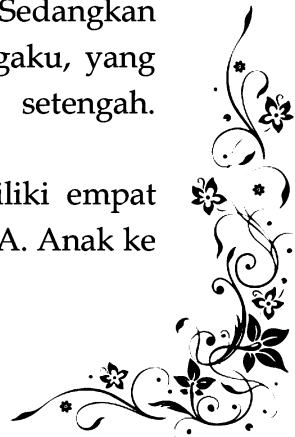 Sedangkan
gaku, yang
setengah.
iliki empat
A. Anak ke